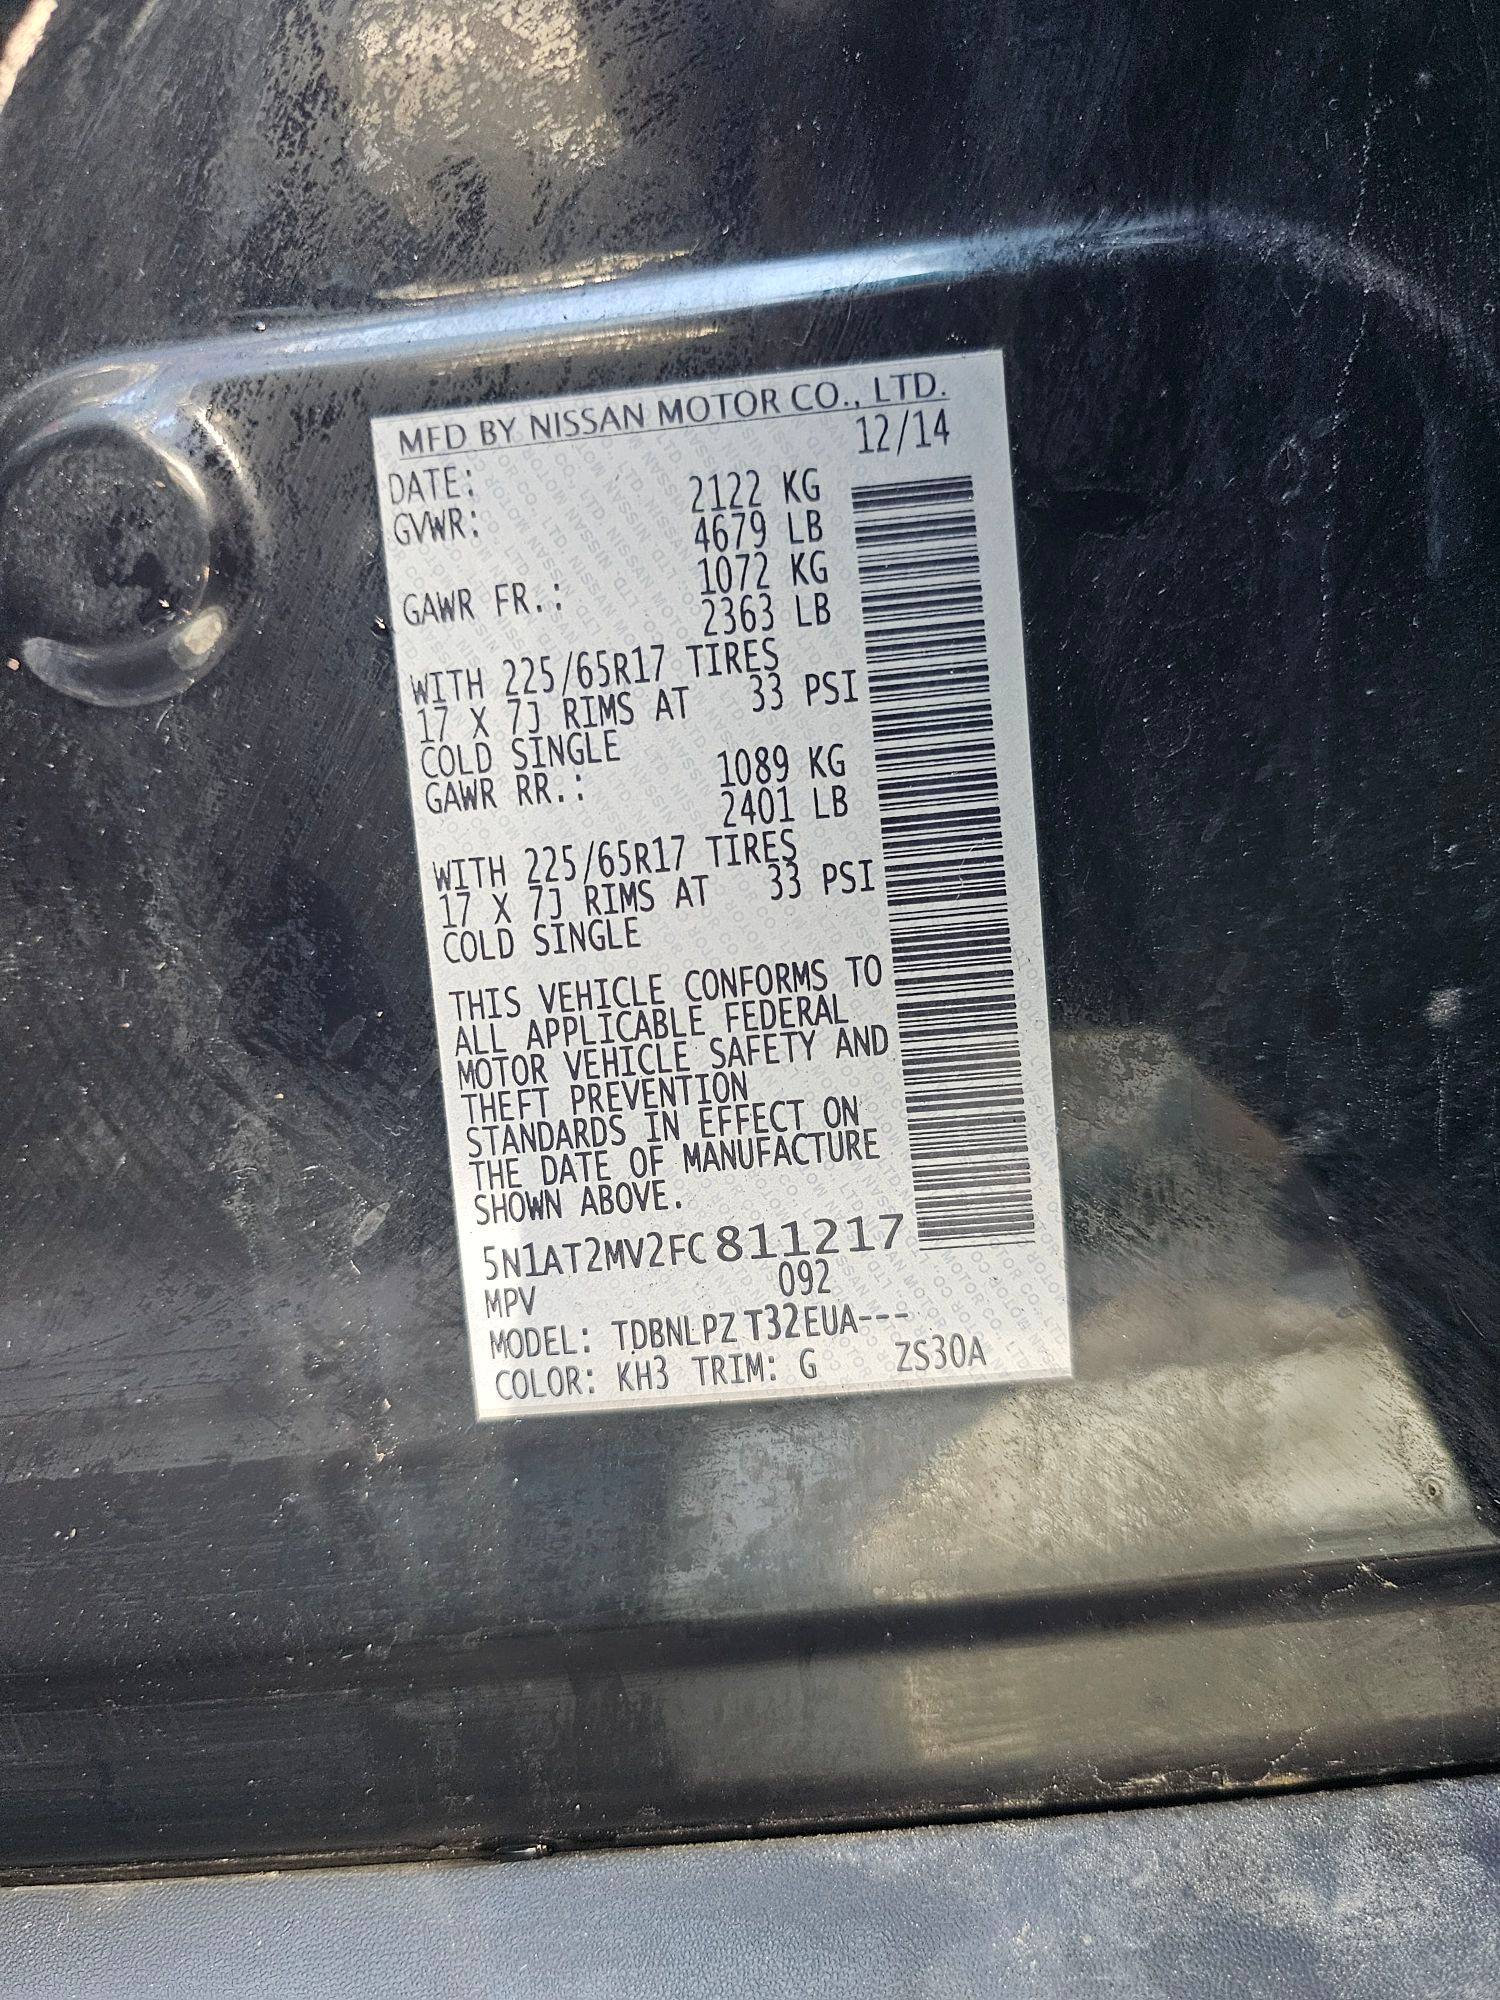 MFD BY NISSAN MOTOR CO., LTD.
DATE: 12/14
GVWR: 2122 KG
4679 LB
GAWR FR.: 1072 KG
2363 LB
WITH 225/65R17 TIRES
17 X 7J RIMS AT 33 PSI
COLD SINGLE
GAWR RR.: 1089 KG
2401 LB
WITH 225/65R17 TIRES
17 X 7J RIMS AT 33 PSI
COLD SINGLE
THIS VEHICLE CONFORMS TO
ALL APPLICABLE FEDERAL
MOTOR VEHICLE SAFETY AND
THEFT PREVENTION
STANDARDS IN EFFECT ON
THE DATE OF MANUFACTURE
SHOWN ABOVE.
5N1AT2MV2FC811217
MPV 092
MODEL: TDBNLPZ T32EUA---
COLOR: KH3 TRIM: G ZS30A